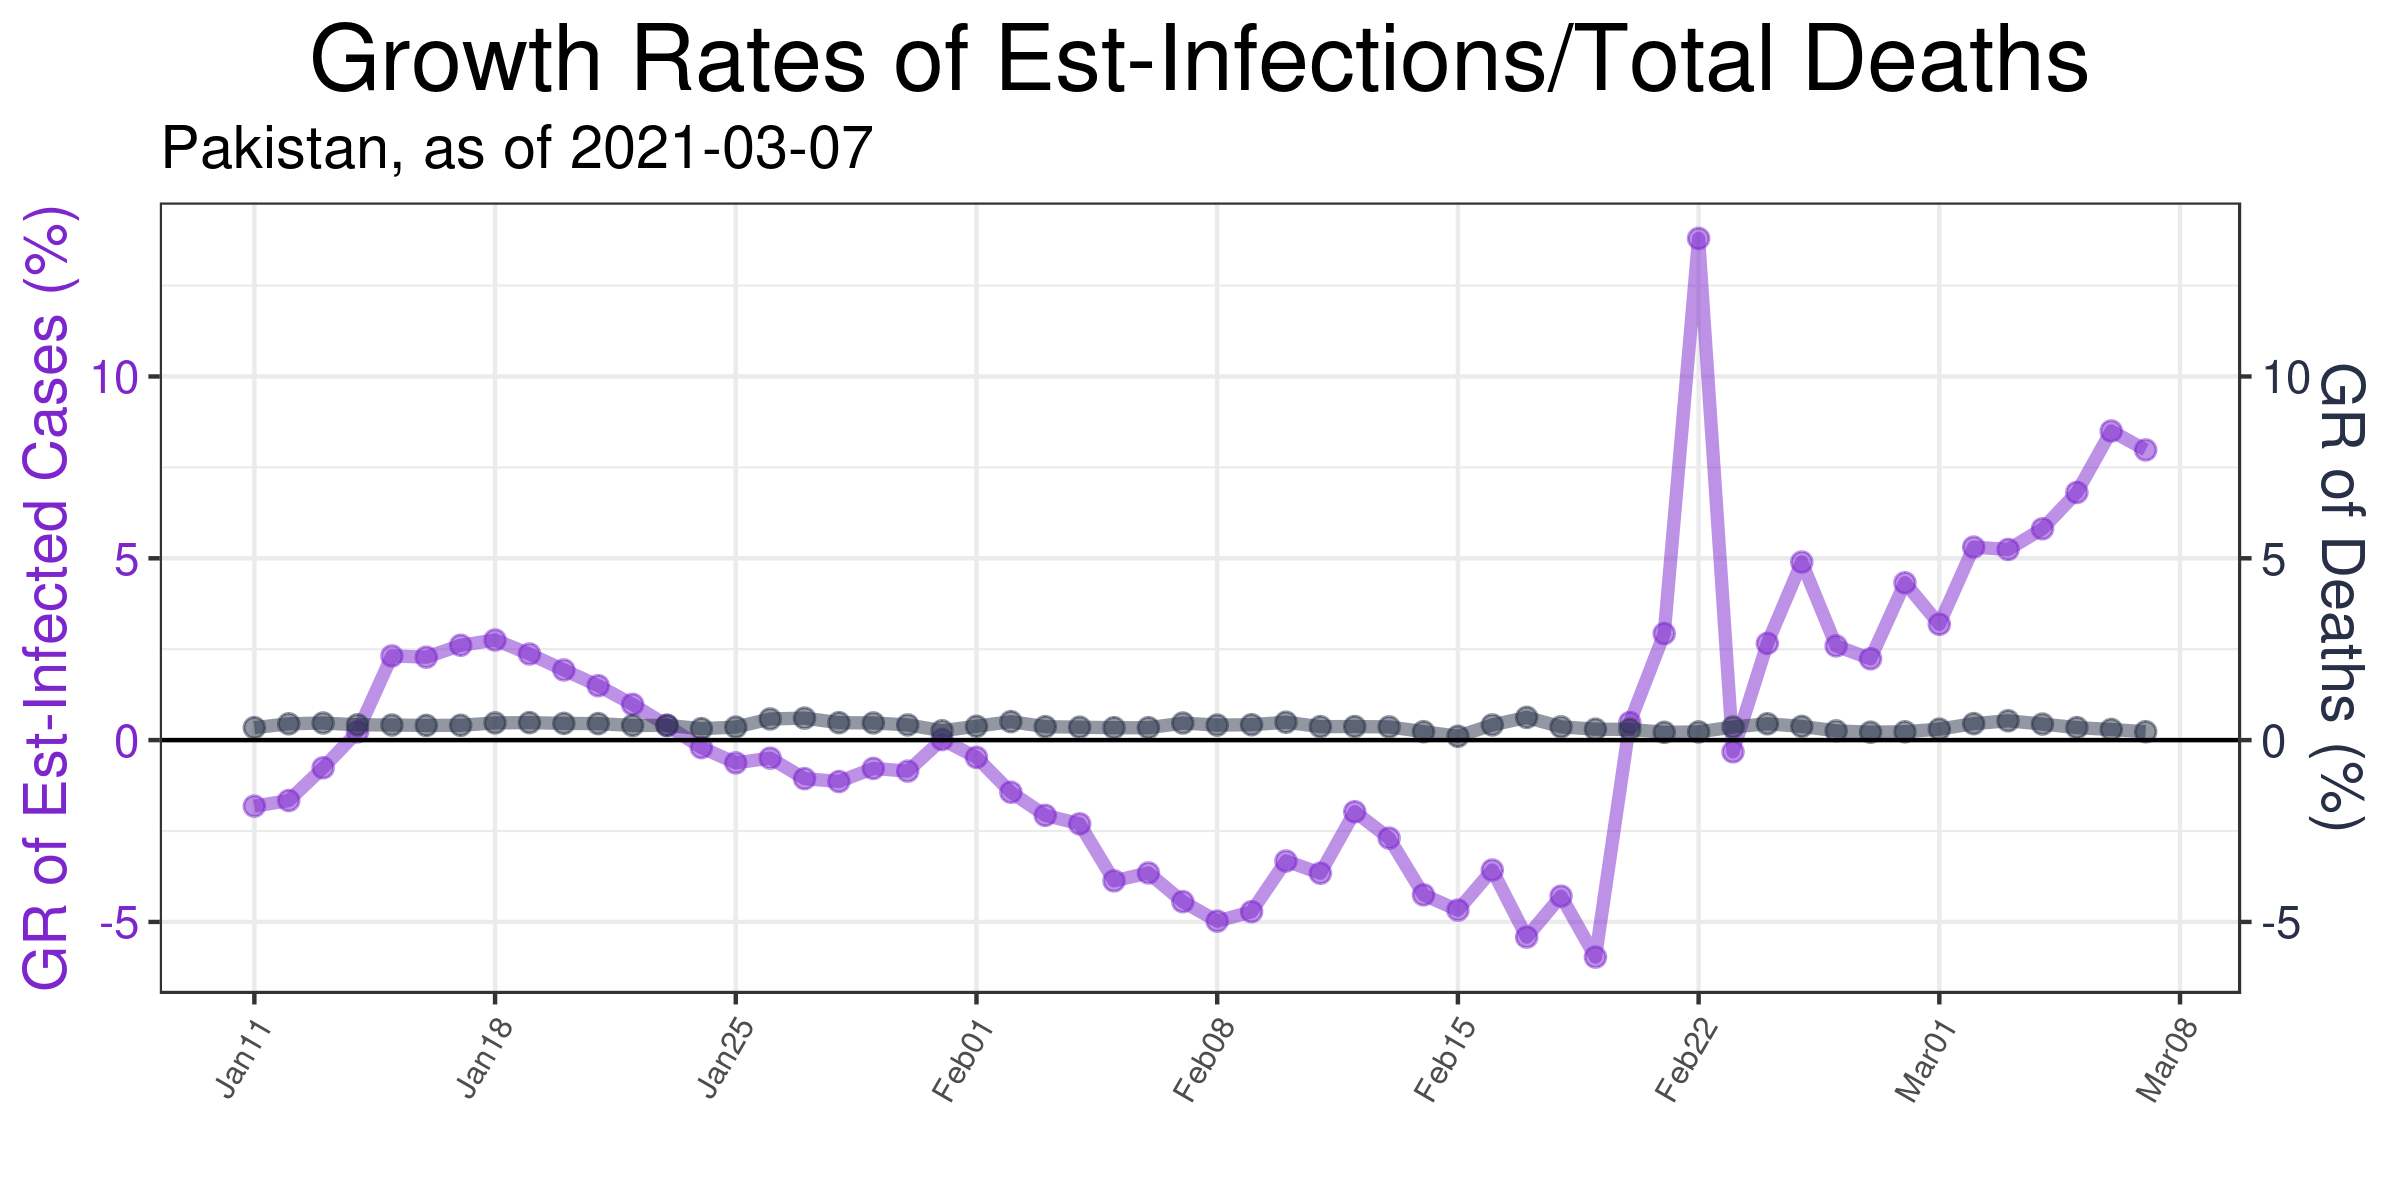 Growth Rates of Est-Infections/Total Deaths
Pakistan, as of 2021-03-07
GR of Est-Infected Cases (%)
10
5
0
-5
10
5
0
-5
GR of Deaths (%)
Jan11
Jan18
Jan25
Feb01
Feb08
Feb15
Feb22
Mar01
Mar08